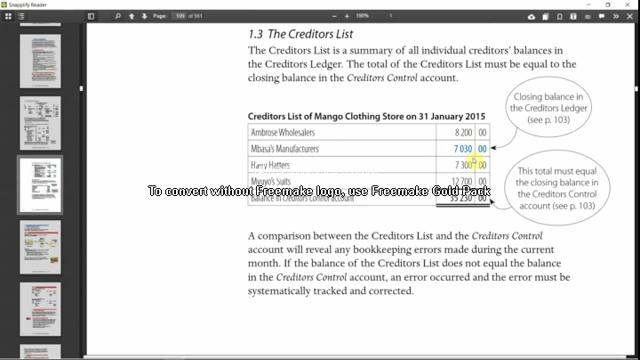 Snapplify Reader
Page: 109 of 561
190%
1.3 The Creditors List
The Creditors List is a summary of all individual creditors' balances in
the Creditors Ledger. The total of the Creditors List must be equal to the
closing balance in the Creditors Control account.
Closing balance in
the Creditors Ledger
(see p. 103)
Creditors List of Mango Clothing Store on 31 January 2015
Ambrose Wholesalers 8 200 00
Mbasa's Manufacturers 7 030 00
Harry Hatters 7 300 00
Mvuyo's Suits 12 700 00
Balance in Creditors Control account 35 230 00
This total must equal
the closing balance in
the Creditors Control
account (see p. 103)
To convert without Freemake logo, use Freemake Gold Pack
A comparison between the Creditors List and the Creditors Control
account will reveal any bookkeeping errors made during the current
month. If the balance of the Creditors List does not equal the balance
in the Creditors Control account, an error occurred and the error must be
systematically tracked and corrected.